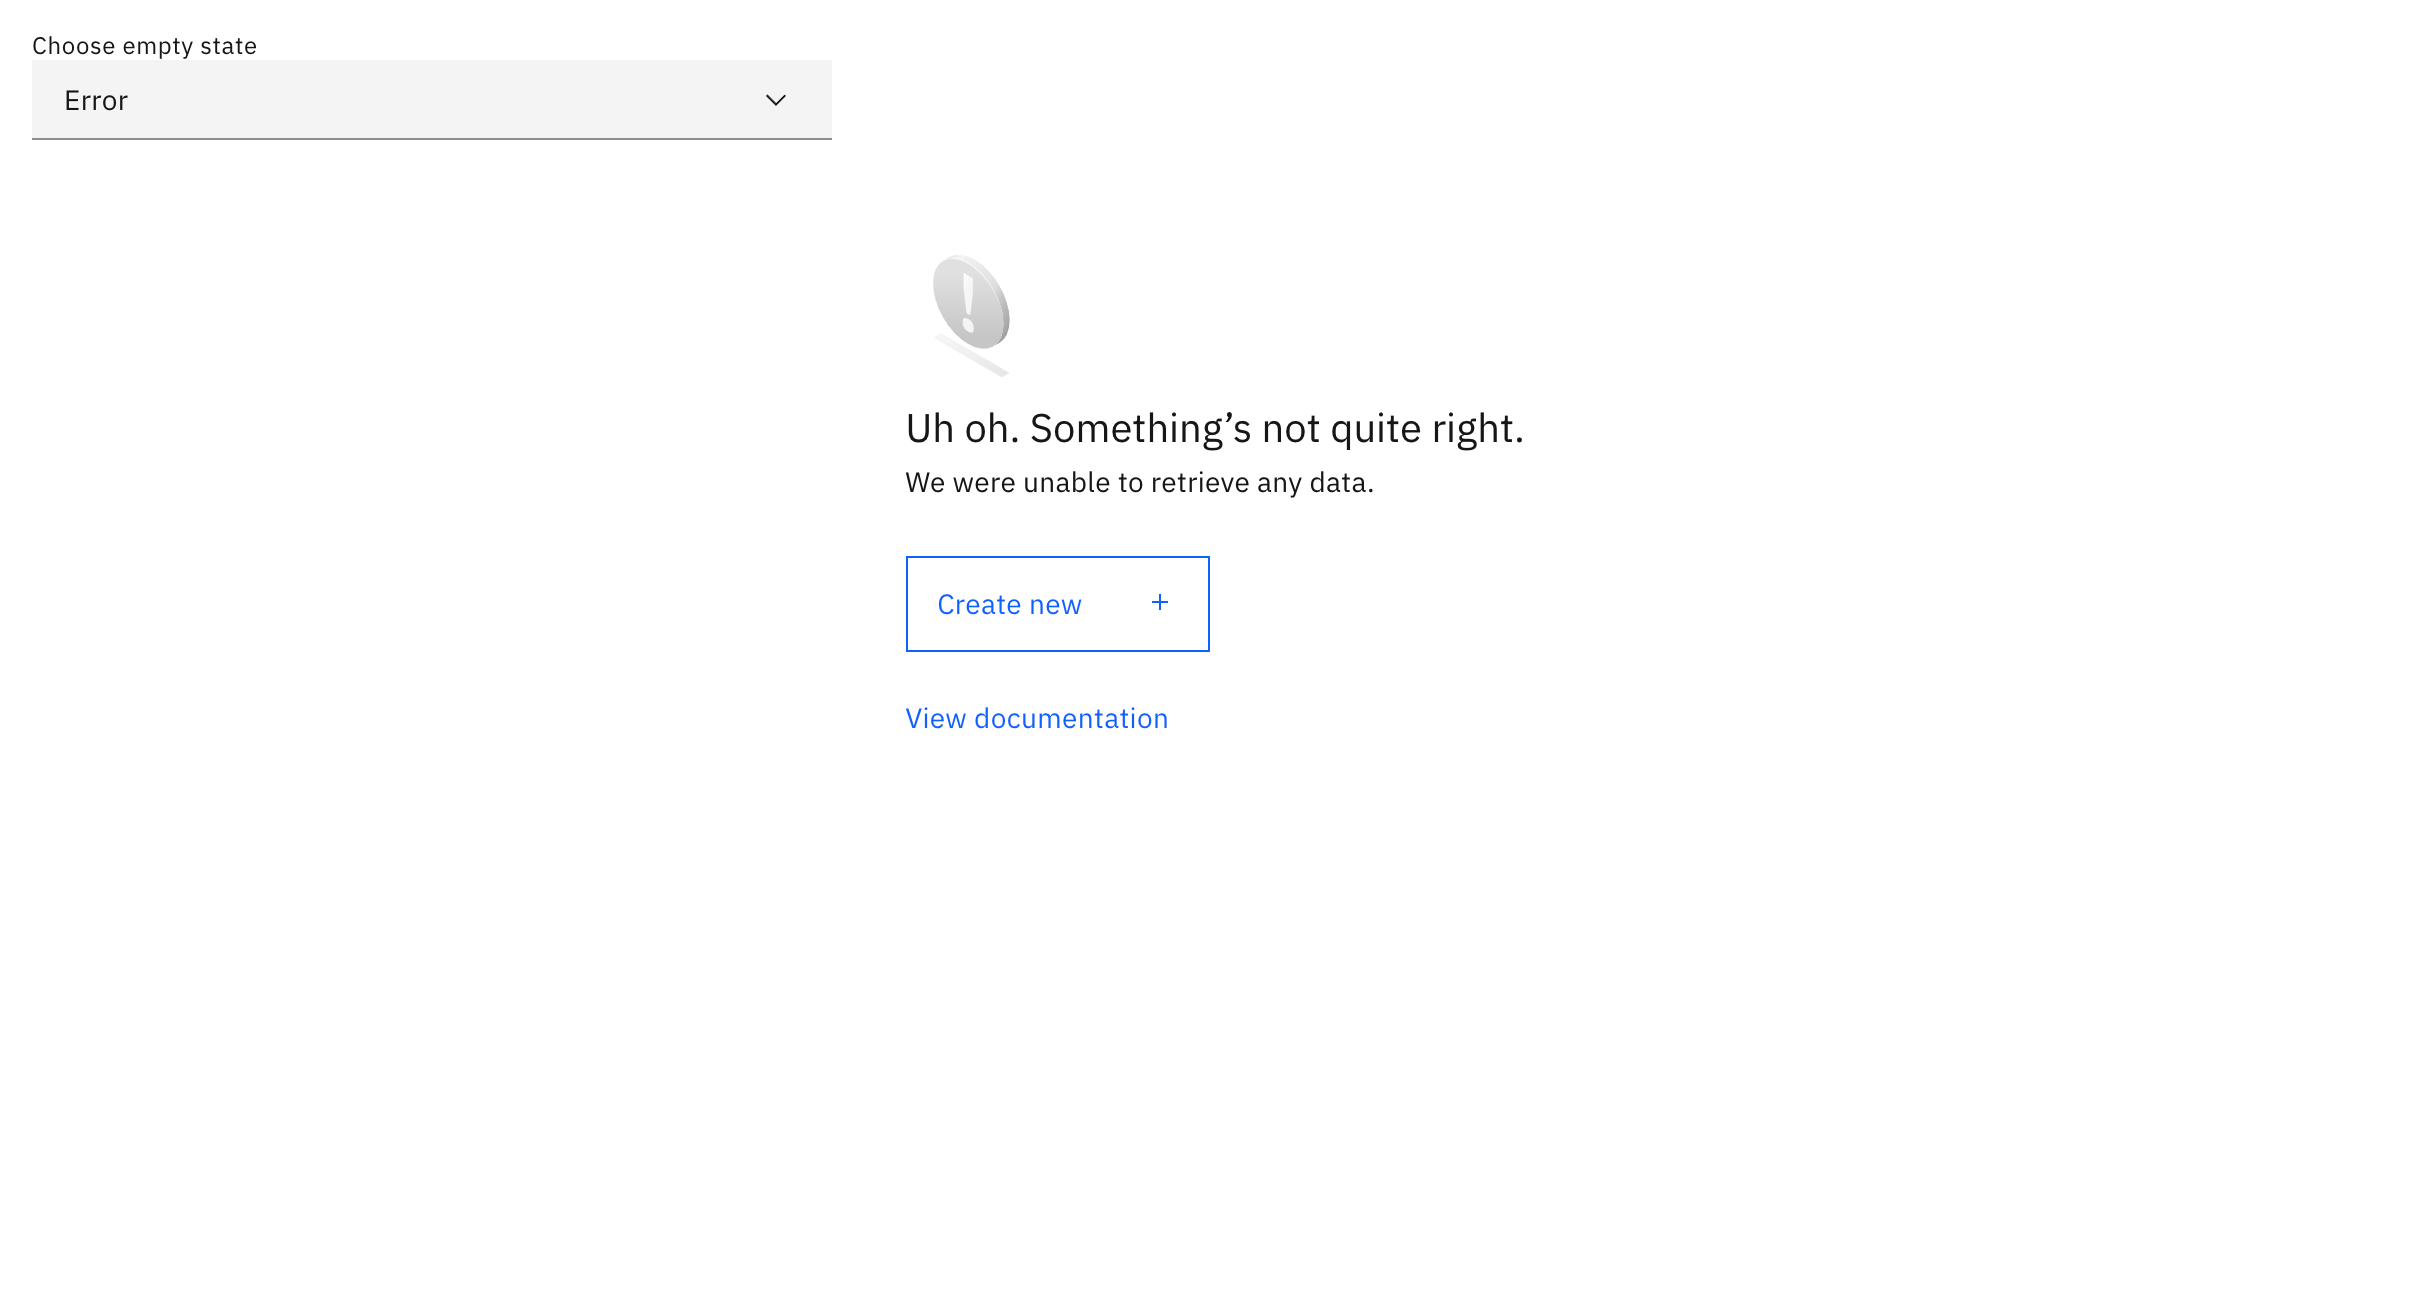 Choose empty state
Error
Uh oh. Something’s not quite right.
We were unable to retrieve any data.
Create new
View documentation